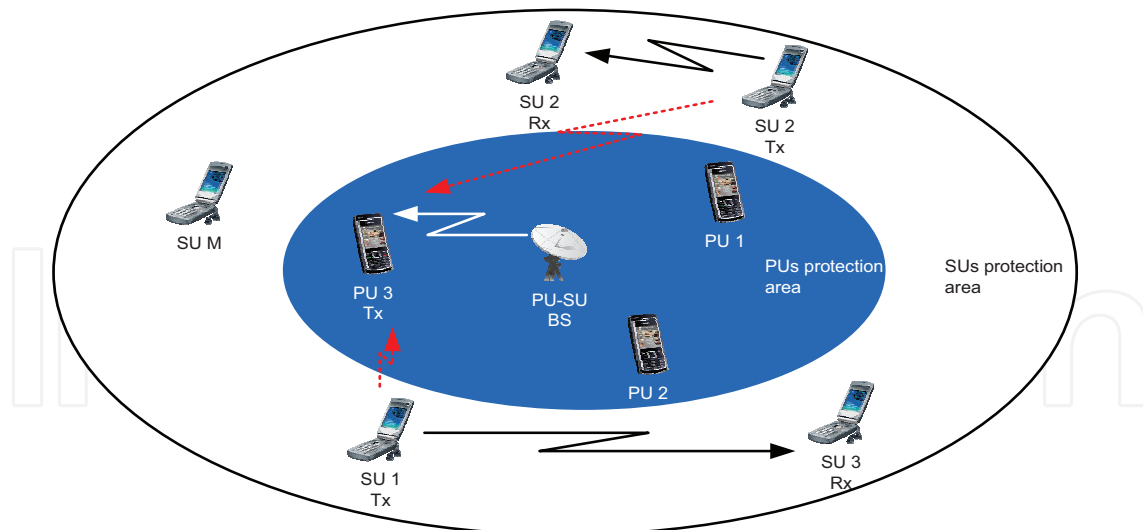 SU 2
Rx
SU 2
Tx
SU M
PU 1
PU 3
Tx
PU-SU
BS
PUs protection
area
SUs protection
area
PU 2
SU 1
Tx
SU 3
Rx